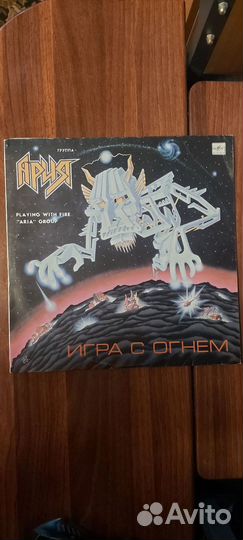 ГРУППА
АРИЯ
PLAYING WITH FIRE
"ARIA" GROUP
ИГРА С ОГНЕМ
Avito